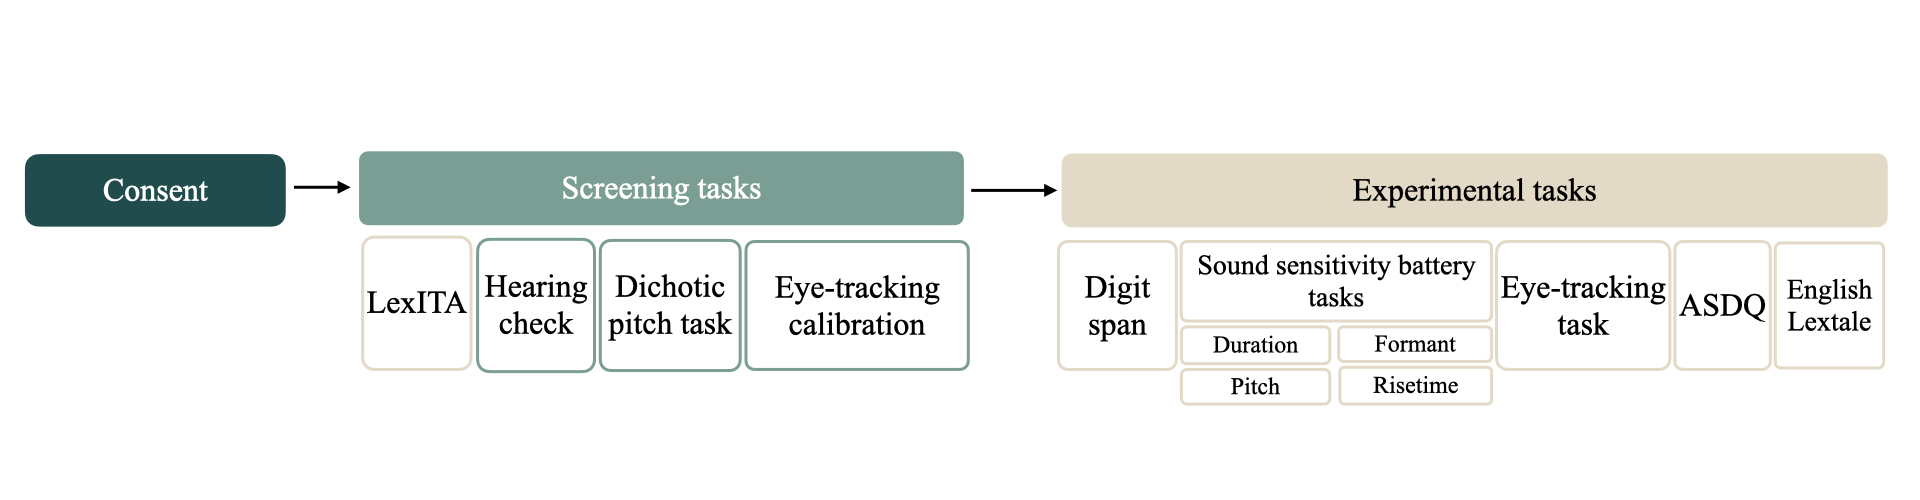 Consent
Screening tasks
Experimental tasks
LexITA
Hearing
check
Dichotic
pitch task
Eye-tracking
calibration
Digit
span
Sound sensitivity battery
tasks
Duration
Formant
Pitch
Risetime
Eye-tracking
task
ASDQ
English
Lextale